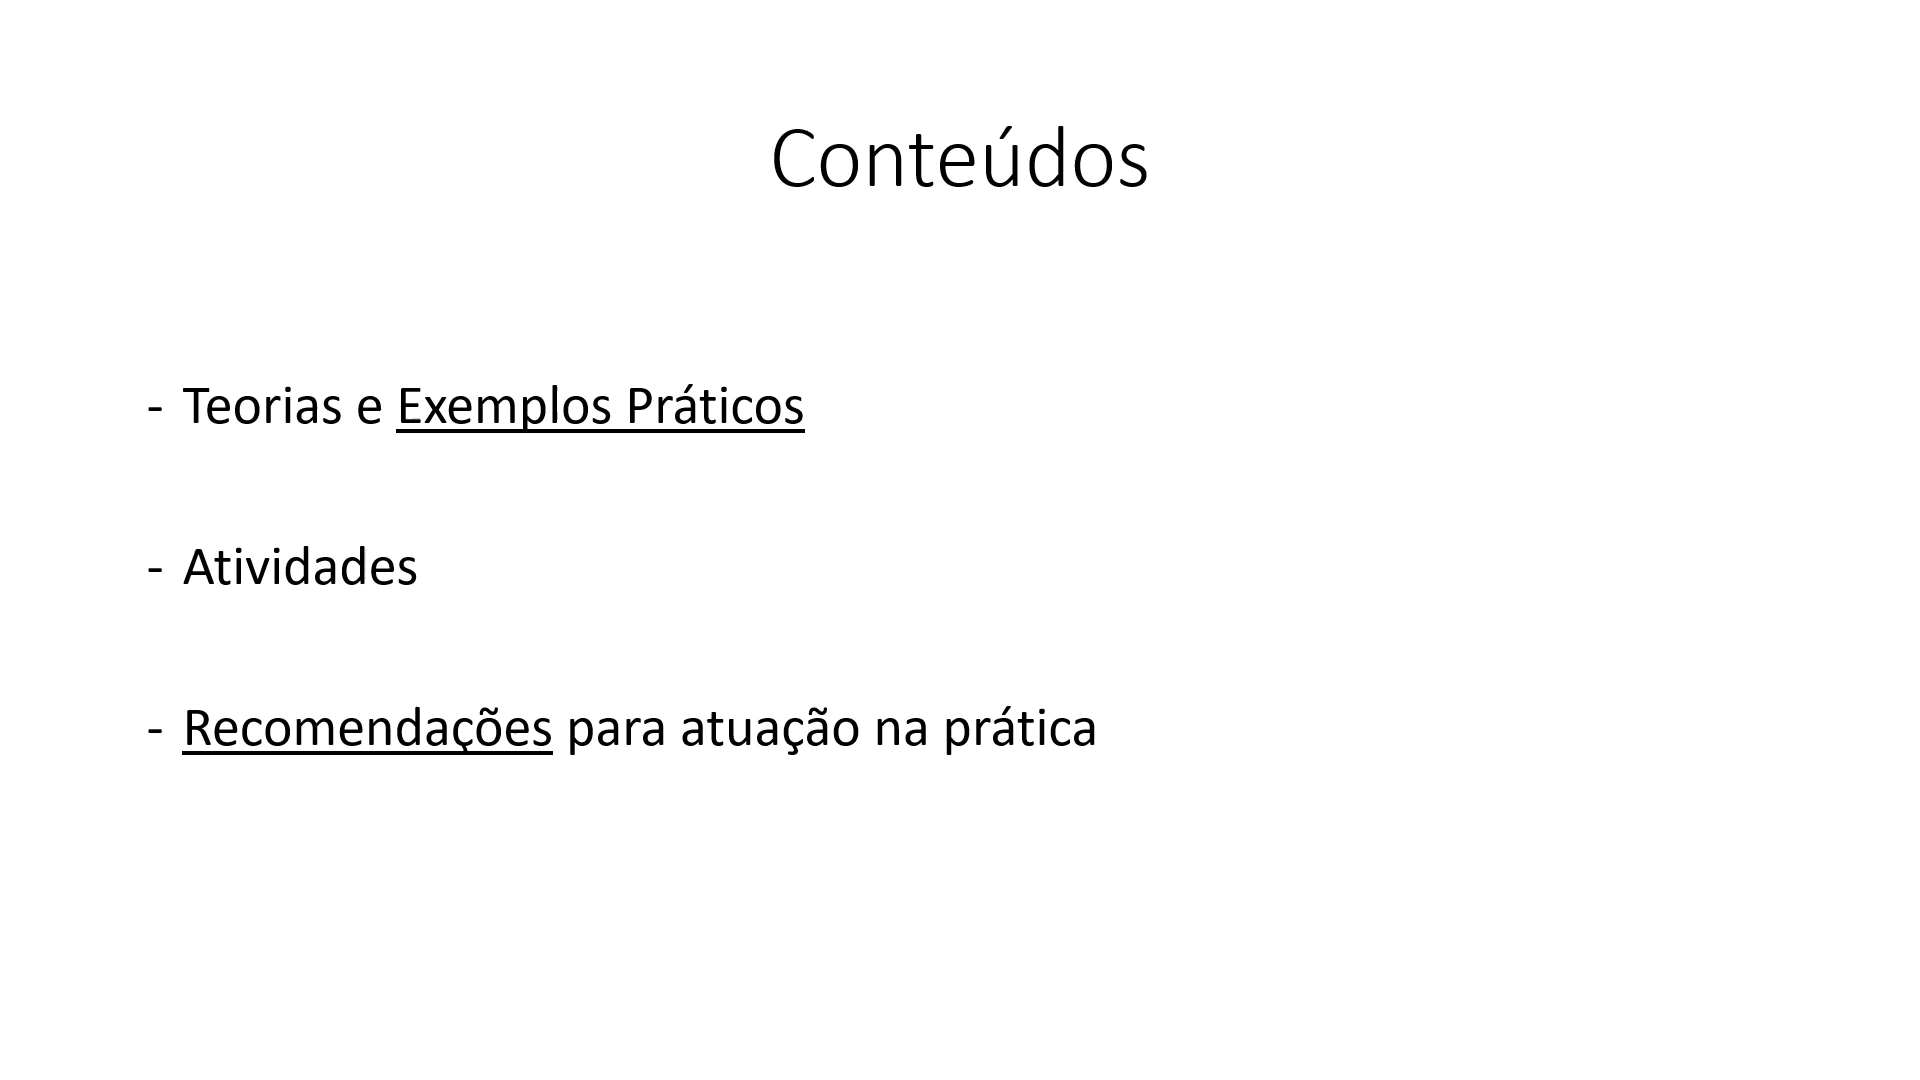 Conteúdos
- Teorias e Exemplos Práticos
- Atividades
- Recomendações para atuação na prática